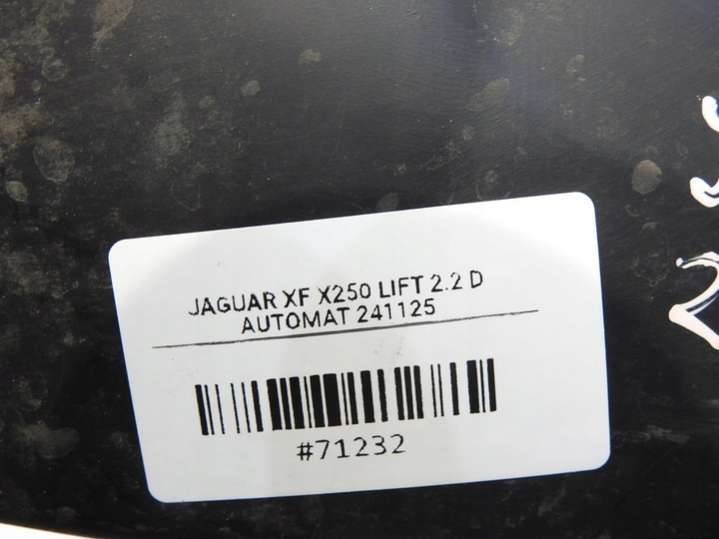 JAGUAR XF X250 LIFT 2.2 D
AUTOMAT 241125
#71232